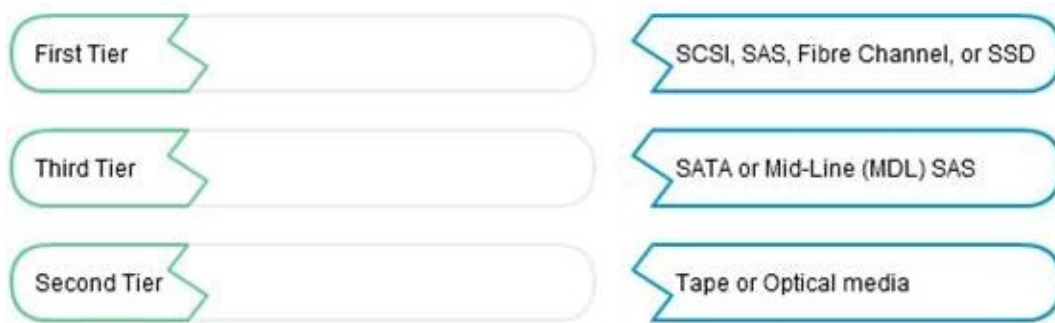 First Tier
SCSI, SAS, Fibre Channel, or SSD
Third Tier
SATA or Mid-Line (MDL) SAS
Second Tier
Tape or Optical media